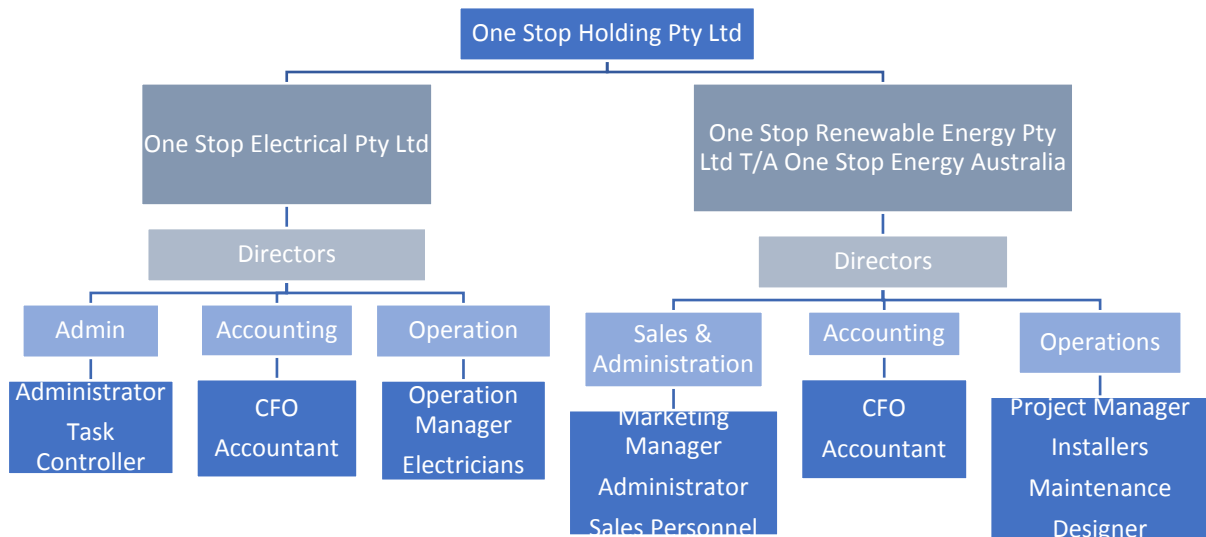 One Stop Holding Pty Ltd
One Stop Electrical Pty Ltd
One Stop Renewable Energy Pty
Ltd T/A One Stop Energy Australia
Directors
Directors
Admin
Accounting
Operation
Sales &
Administration
Accounting
Operations
Administrator
Task
Controller
CFO
Accountant
Operation
Manager
Electricians
Marketing
Manager
Administrator
Sales Personnel
CFO
Accountant
Project Manager
Installers
Maintenance
Designer